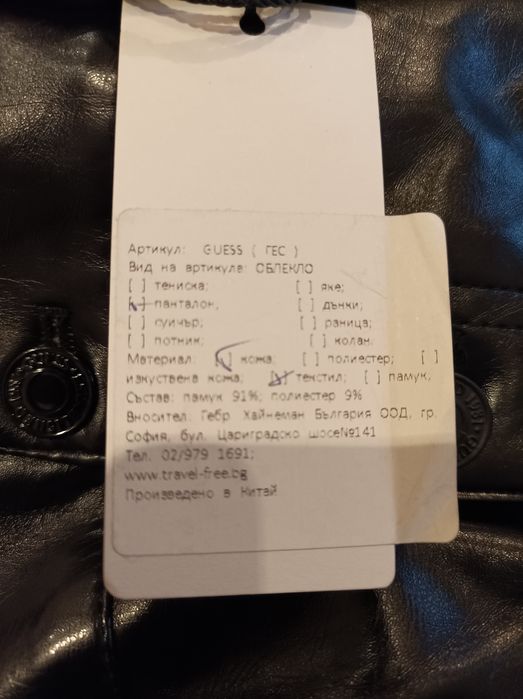 Артикул: GUESS ( ГЕС )
Вид на артикула: ОБЛЕКЛО
[ ] тениска; [ ] яке;
[✓] панталон; [ ] дънки;
[ ] суичър; [ ] раница;
[ ] потник; [ ] колан.
Материал: [✓] кожа; [ ] полиестер; [ ]
изкуствена кожа; [✓] текстил; [ ] памук,
Състав: памук 91%; полиестер 9%
Вносител: Гебр. Хайнеман България ООД, гр.
София, бул. Цариградско шосе№141
Тел. 02/979 1691;
www.travel-free.bg
Произведено в Китай